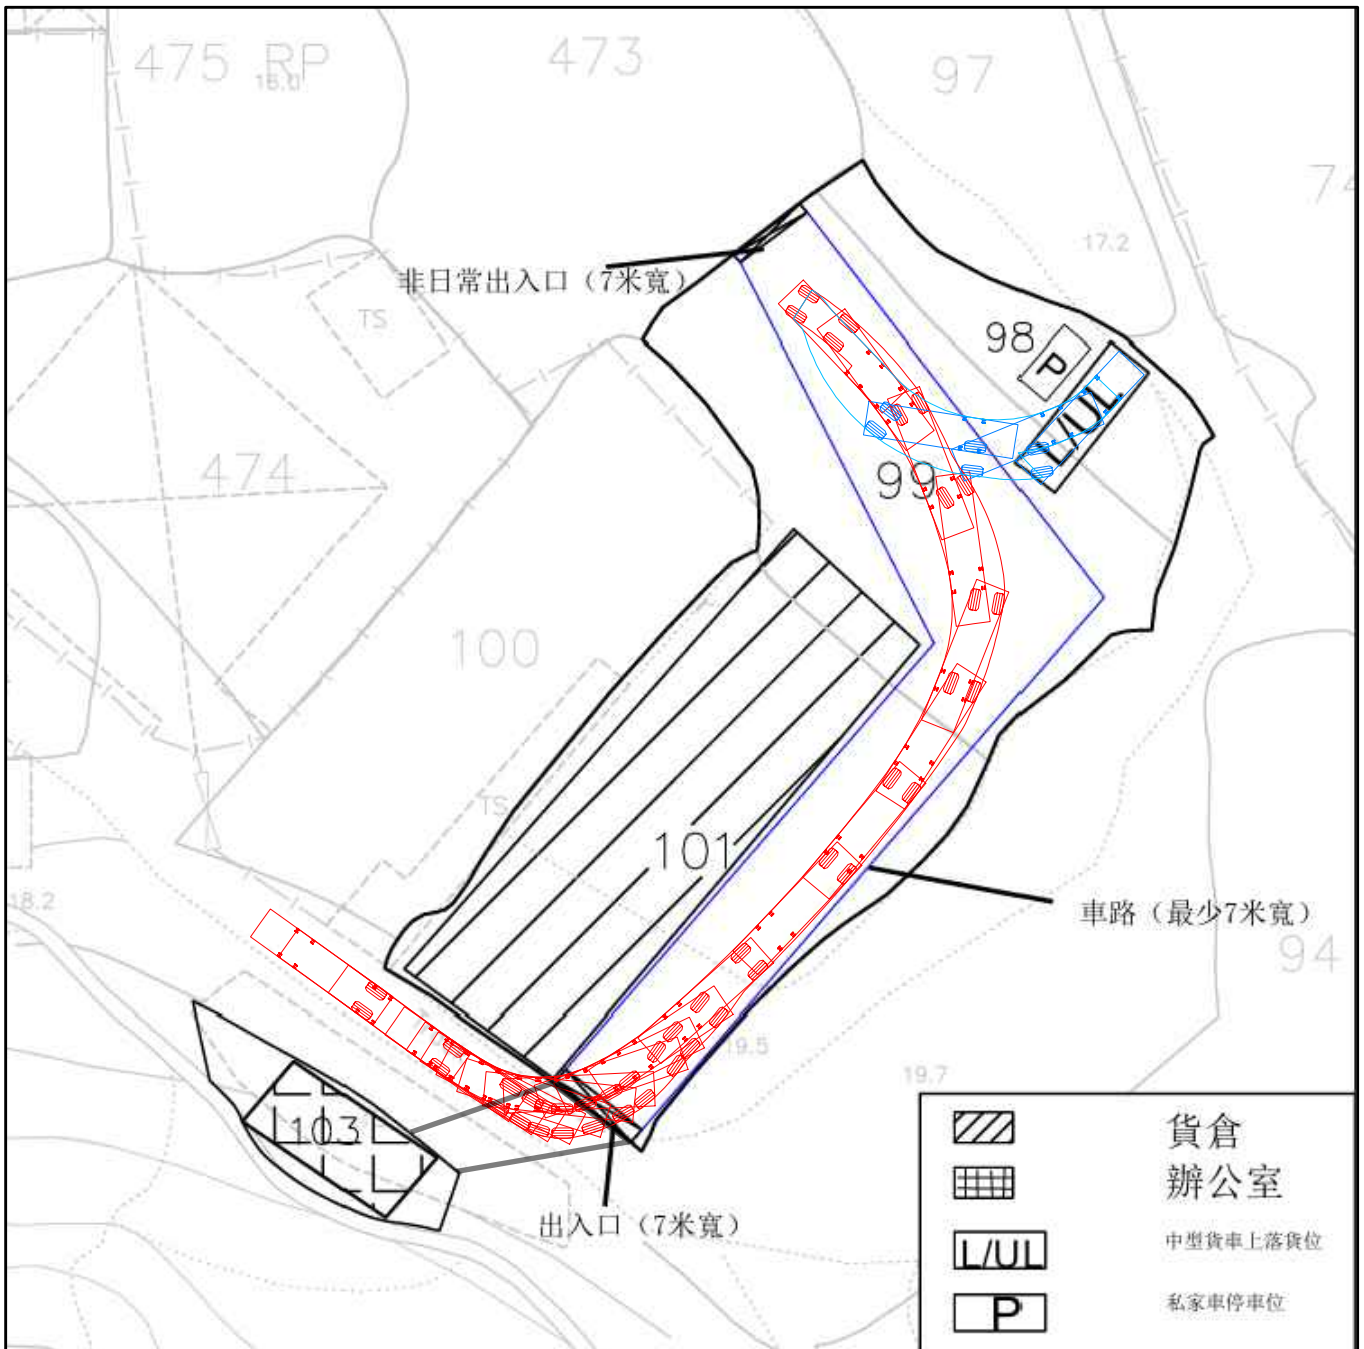 475 RP
16.0
473
97
74
17.2
非日常出入口（7米寬）
TS
98
P
L/UL
474
99
100
TS
101
18.2
車路（最少7米寬）
94
19.5
19.7
103
出入口（7米寬）
貨倉
辦公室
L/UL
中型貨車上落貨位
P
私家車停車位